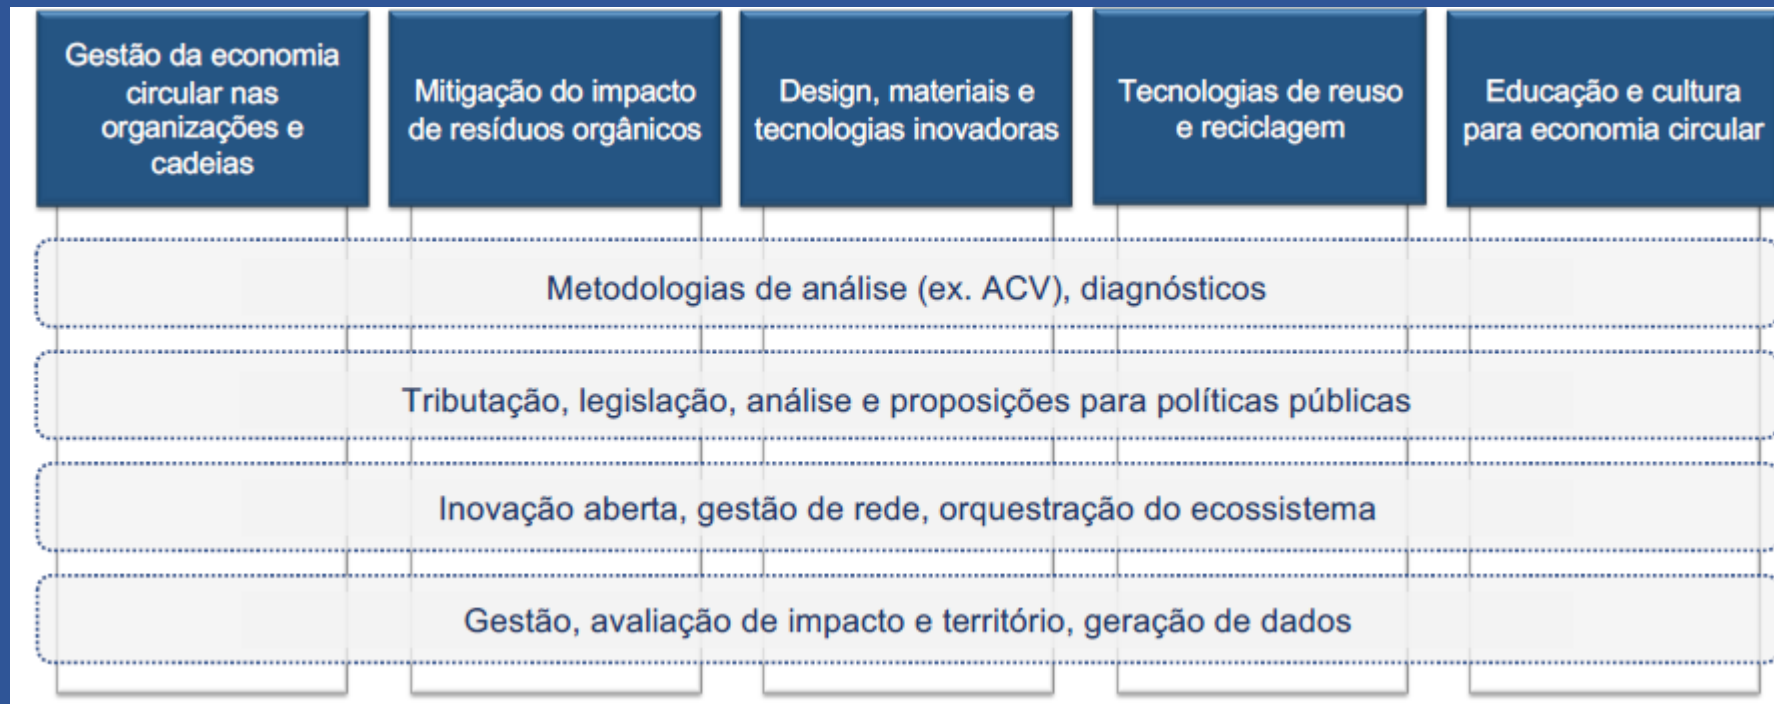 Gestão da economia
circular nas
organizações e
cadeias
Mitigação do impacto
de resíduos orgânicos
Design, materiais e
tecnologias inovadoras
Tecnologias de reuso
e reciclagem
Educação e cultura
para economia circular
Metodologias de análise (ex. ACV), diagnósticos
Tributação, legislação, análise e proposições para políticas públicas
Inovação aberta, gestão de rede, orquestração do ecossistema
Gestão, avaliação de impacto e território, geração de dados